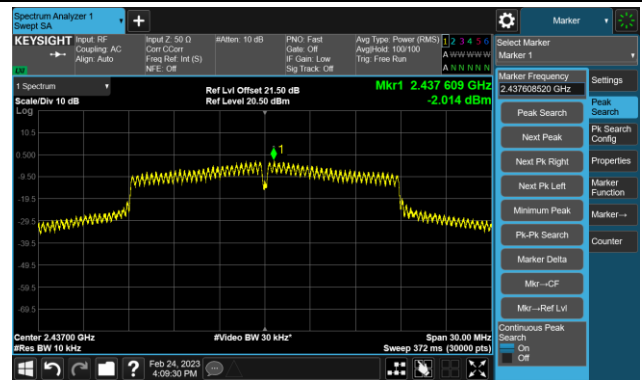 Spectrum Analyzer 1
Swept SA
Marker
KEYSIGHT
Input: RF
Coupling: AC
Align: Auto
Input Z: 50 Ω
Corr CCorr
Freq Ref: Int (S)
NFE: Off
#Atten: 10 dB
PNO: Fast
Gate: Off
IF Gain: Low
Sig Track: Off
Avg Type: Power (RMS)
Avg|Hold: 100/100
Trig: Free Run
1 2 3 4 5 6
A W W W W W
A N N N N N
LW
Select Marker
Marker 1
1 Spectrum
Scale/Div 10 dB
Log
Ref Lvl Offset 21.50 dB
Ref Level 20.50 dBm
Mkr1 2.437 609 GHz
-2.014 dBm
10.5
0.500
-9.50
-19.5
-29.5
-39.5
-49.5
-59.5
-69.5
1
Center 2.43700 GHz
#Res BW 10 kHz
#Video BW 30 kHz*
Span 30.00 MHz
Sweep 372 ms (30000 pts)
Marker Frequency
2.437608520 GHz
Peak Search
Next Peak
Next Pk Right
Next Pk Left
Minimum Peak
Pk-Pk Search
Marker Delta
Mkr→CF
Mkr→Ref Lvl
Continuous Peak
Search
On
Off
Settings
Peak
Search
Pk Search
Config
Properties
Marker
Function
Marker→
Counter
?
Feb 24, 2023
4:09:30 PM